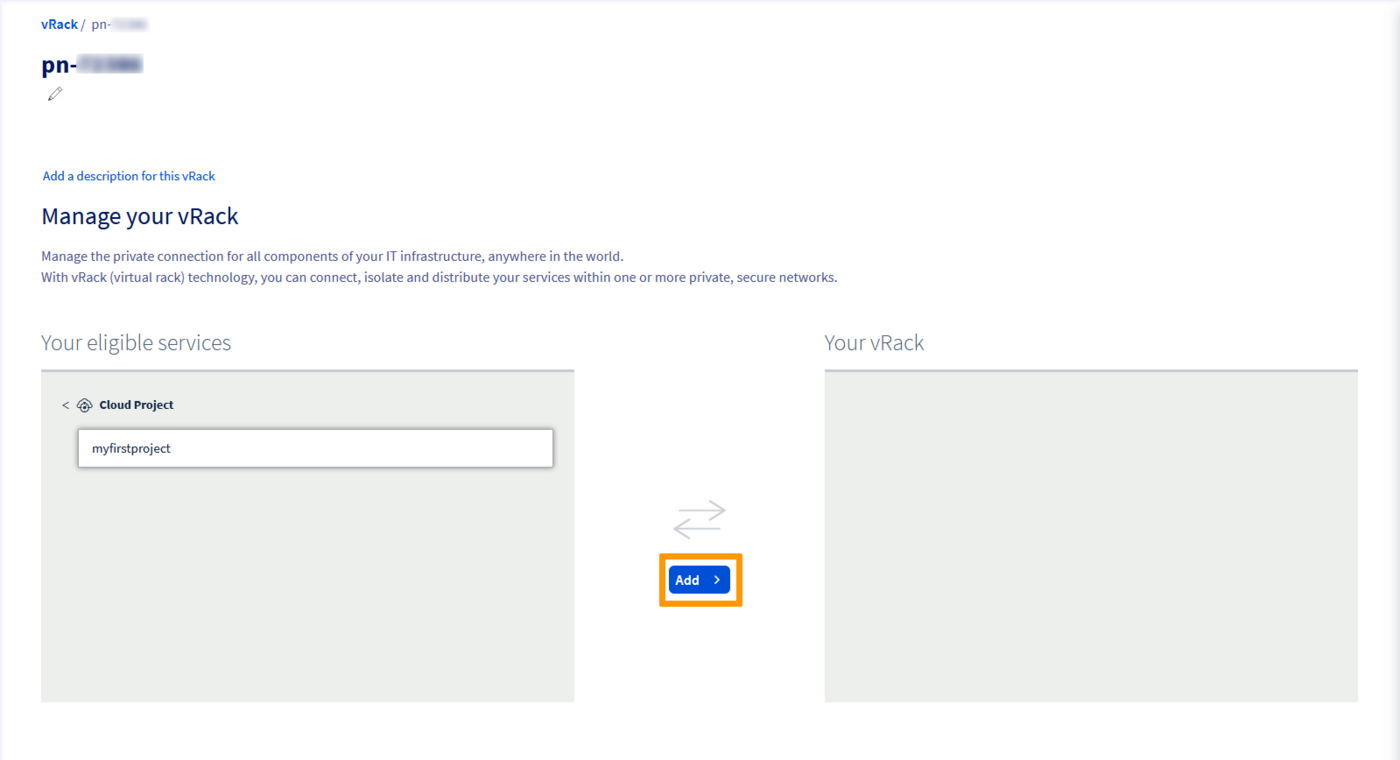 vRack / pn-
pn-
Add a description for this vRack
Manage your vRack
Manage the private connection for all components of your IT infrastructure, anywhere in the world.
With vRack (virtual rack) technology, you can connect, isolate and distribute your services within one or more private, secure networks.
Your eligible services
Your vRack
< Cloud Project
myfirstproject
Add >